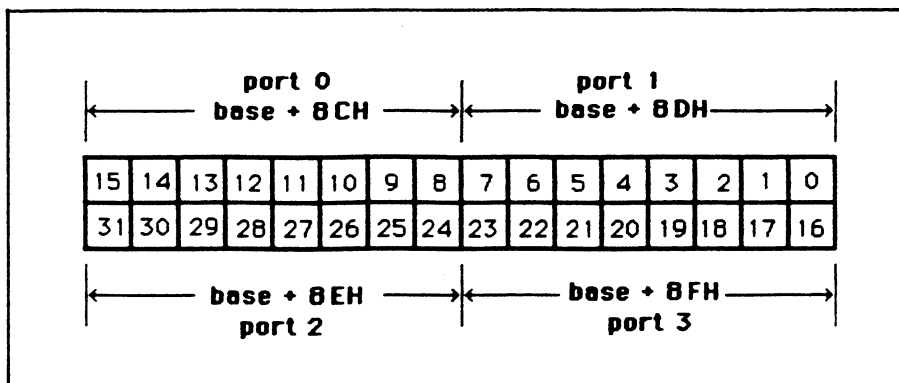 port 0 port 1
base + 8CH base + 8DH
15 14 13 12 11 10 9 8 7 6 5 4 3 2 1 0
31 30 29 28 27 26 25 24 23 22 21 20 19 18 17 16
base + 8EH base + 8FH
port 2 port 3